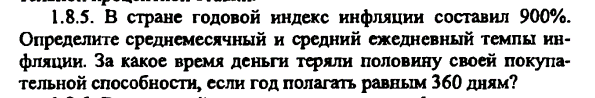 1.8.5. В стране годовой индекс инфляции составил 900%.
Определите среднемесячный и средний ежедневный темпы ин-
фляции. За какое время деньги теряли половину своей покупа-
тельной способности, если год полагать равным 360 дням?